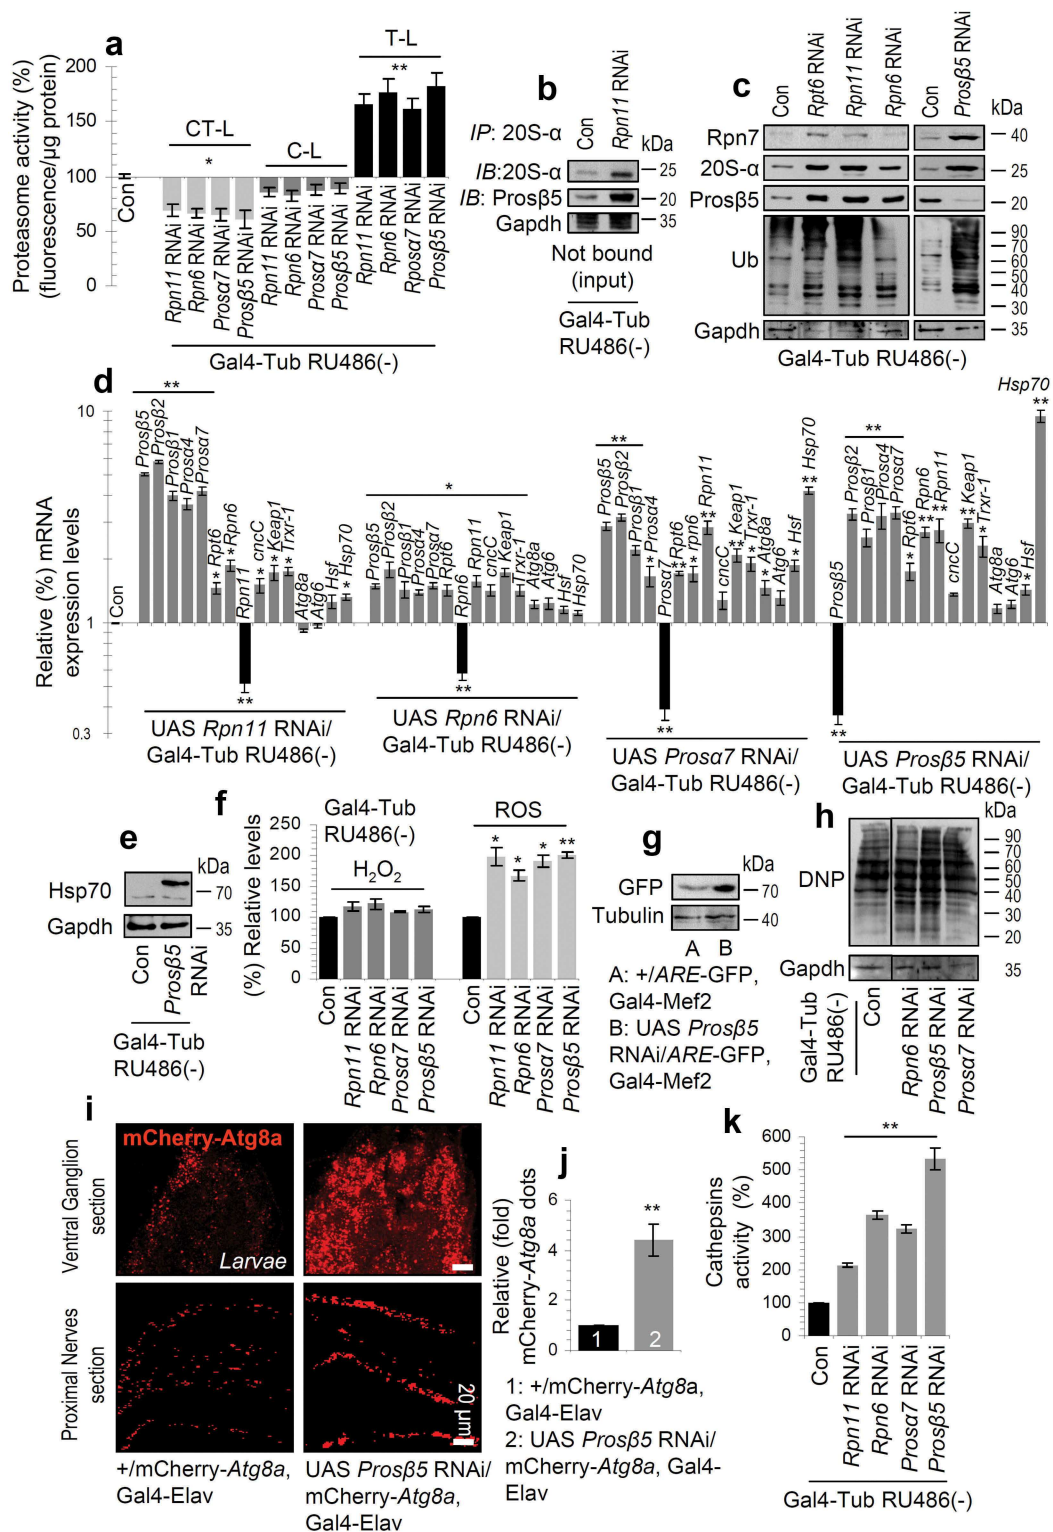 a
Proteasome activity (%)
(fluorescence/µg protein)
200
150
100
50
0
Con
CT-L
*
C-L
T-L
**
Rpn11 RNAi
Rpn6 RNAi
Prosα7 RNAi
Prosβ5 RNAi
Rpn11 RNAi
Rpn6 RNAi
Prosα7 RNAi
Prosβ5 RNAi
Rpn11 RNAi
Rpn6 RNAi
Rposα7 RNAi
Prosβ5 RNAi
Gal4-Tub RU486(-)
b
IP: 20S-α
Con
Rpn11 RNAi
kDa
IB:20S-α
25
IB: Prosβ5
20
Gapdh
35
Not bound
(input)
Gal4-Tub
RU486(-)
c
Con
Rpt6 RNAi
Rpn11 RNAi
Rpn6 RNAi
Con
Prosβ5 RNAi
kDa
Rpn7
40
20S-α
25
Prosβ5
20
Ub
90
70
60
50
40
30
Gapdh
35
Gal4-Tub RU486(-)
d
Relative (%) mRNA
expression levels
10
1
0.3
Con
**
Prosβ5
Prosβ2
Prosβ1
Prosα4
Prosα7
* Rpt6
* Rpn6
Rpn11
**
* cncC
* Keap1
* Trxr-1
Atg8a
Atg6
Hsf
* Hsp70
UAS Rpn11 RNAi/
Gal4-Tub RU486(-)
*
Prosβ5
Prosβ2
Prosβ1
Prosα4
Prosα7
Rpt6
Rpn6
**
Rpn11
cncC
Keap1
Trxr-1
Atg8a
Atg6
Hsf
Hsp70
UAS Rpn6 RNAi/
Gal4-Tub RU486(-)
**
Prosβ5
Prosβ2
Prosβ1
* Prosα4
Prosα7
**
** Rpt6
* rpn6
** Rpn11
cncC
** Keap1
* Trxr-1
** Atg8a
Atg6
* Hsf
** Hsp70
UAS Prosα7 RNAi/
Gal4-Tub RU486(-)
Prosβ5
**
**
Prosβ2
Prosβ1
Prosα4
Prosα7
* Rpt6
** Rpn6
** Rpn11
cncC
** Keap1
* Trxr-1
Atg8a
Atg6
* Hsf
Hsp70
**
UAS Prosβ5 RNAi/
Gal4-Tub RU486(-)
e
kDa
Hsp70
70
Gapdh
35
Con
Prosβ5
RNAi
Gal4-Tub
RU486(-)
f
Gal4-Tub
RU486(-)
(%) Relative levels
250
200
150
100
50
0
H2O2
ROS
*
*
*
**
Con
Rpn11 RNAi
Rpn6 RNAi
Prosα7 RNAi
Prosβ5 RNAi
Con
Rpn11 RNAi
Rpn6 RNAi
Prosα7 RNAi
Prosβ5 RNAi
g
kDa
GFP
70
Tubulin
40
A B
A: +/ARE-GFP,
Gal4-Mef2
B: UAS Prosβ5
RNAi/ARE-GFP,
Gal4-Mef2
h
kDa
DNP
90
70
60
50
40
30
20
Gapdh
35
Gal4-Tub
RU486(-)
Con
Rpn6 RNAi
Prosβ5 RNAi
Prosα7 RNAi
i
mCherry-Atg8a
Ventral Ganglion
section
Larvae
Proximal Nerves
section
20 µm
+/mCherry-Atg8a,
Gal4-Elav
UAS Prosβ5 RNAi/
mCherry-Atg8a,
Gal4-Elav
j
Relative (fold)
mCherry-Atg8a dots
6
4
2
0
**
1
2
1: +/mCherry-Atg8a,
Gal4-Elav
2: UAS Prosβ5 RNAi/
mCherry-Atg8a, Gal4-
Elav
k
Cathepsins
activity (%)
600
500
400
300
200
100
0
**
Con
Rpn11 RNAi
Rpn6 RNAi
Prosα7 RNAi
Prosβ5 RNAi
Gal4-Tub RU486(-)